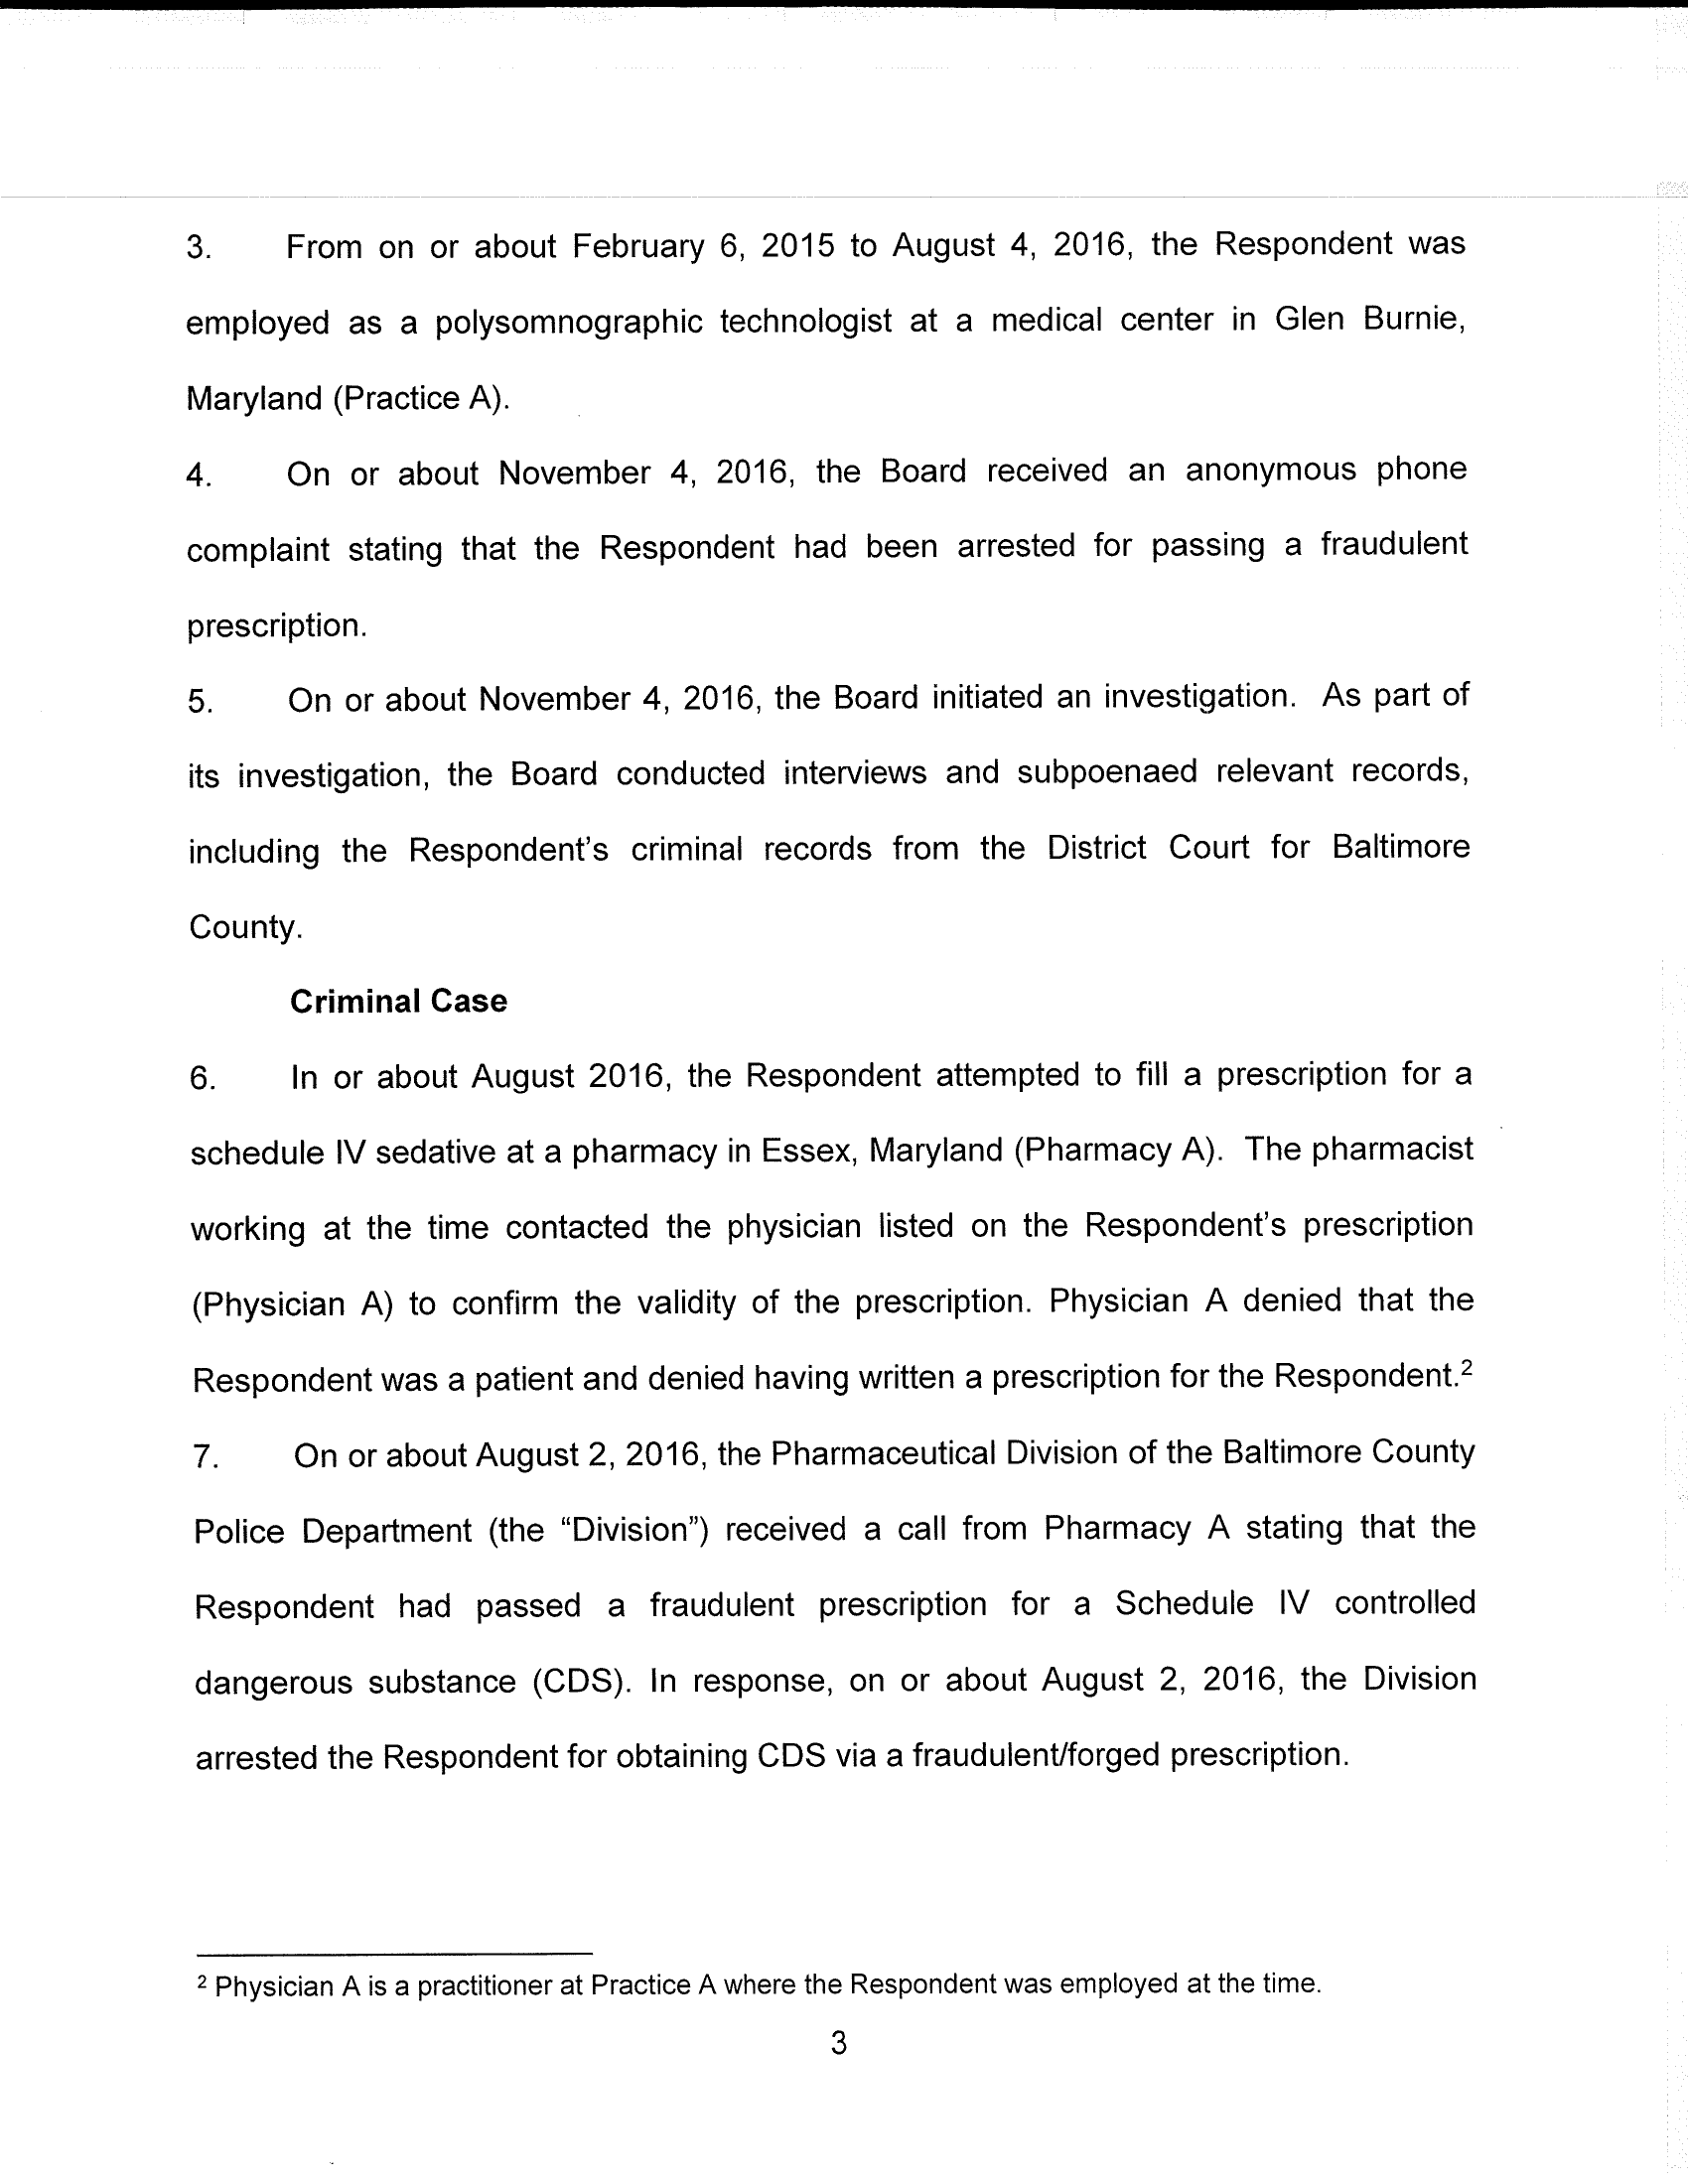 3. From on or about February 6, 2015 to August 4, 2016, the Respondent was
employed as a polysomnographic technologist at a medical center in Glen Burnie,
Maryland (Practice A).
4. On or about November 4, 2016, the Board received an anonymous phone
complaint stating that the Respondent had been arrested for passing a fraudulent
prescription.
5. On or about November 4, 2016, the Board initiated an investigation. As part of
its investigation, the Board conducted interviews and subpoenaed relevant records,
including the Respondent’s criminal records from the District Court for Baltimore
County.
Criminal Case
6. In or about August 2016, the Respondent attempted to fill a prescription for a
schedule IV sedative at a pharmacy in Essex, Maryland (Pharmacy A). The pharmacist
working at the time contacted the physician listed on the Respondent’s prescription
(Physician A) to confirm the validity of the prescription. Physician A denied that the
Respondent was a patient and denied having written a prescription for the Respondent.²
7. On or about August 2, 2016, the Pharmaceutical Division of the Baltimore County
Police Department (the “Division”) received a call from Pharmacy A stating that the
Respondent had passed a fraudulent prescription for a Schedule IV controlled
dangerous substance (CDS). In response, on or about August 2, 2016, the Division
arrested the Respondent for obtaining CDS via a fraudulent/forged prescription.
² Physician A is a practitioner at Practice A where the Respondent was employed at the time.
3